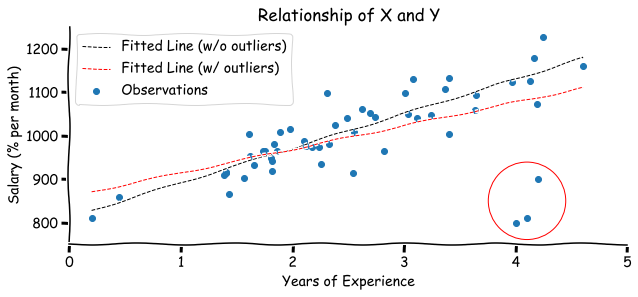 Relationship of X and Y
Fitted Line (w/o outliers)
Fitted Line (w/ outliers)
Observations
Salary (% per month)
1200
1100
1000
900
800
0 1 2 3 4 5
Years of Experience